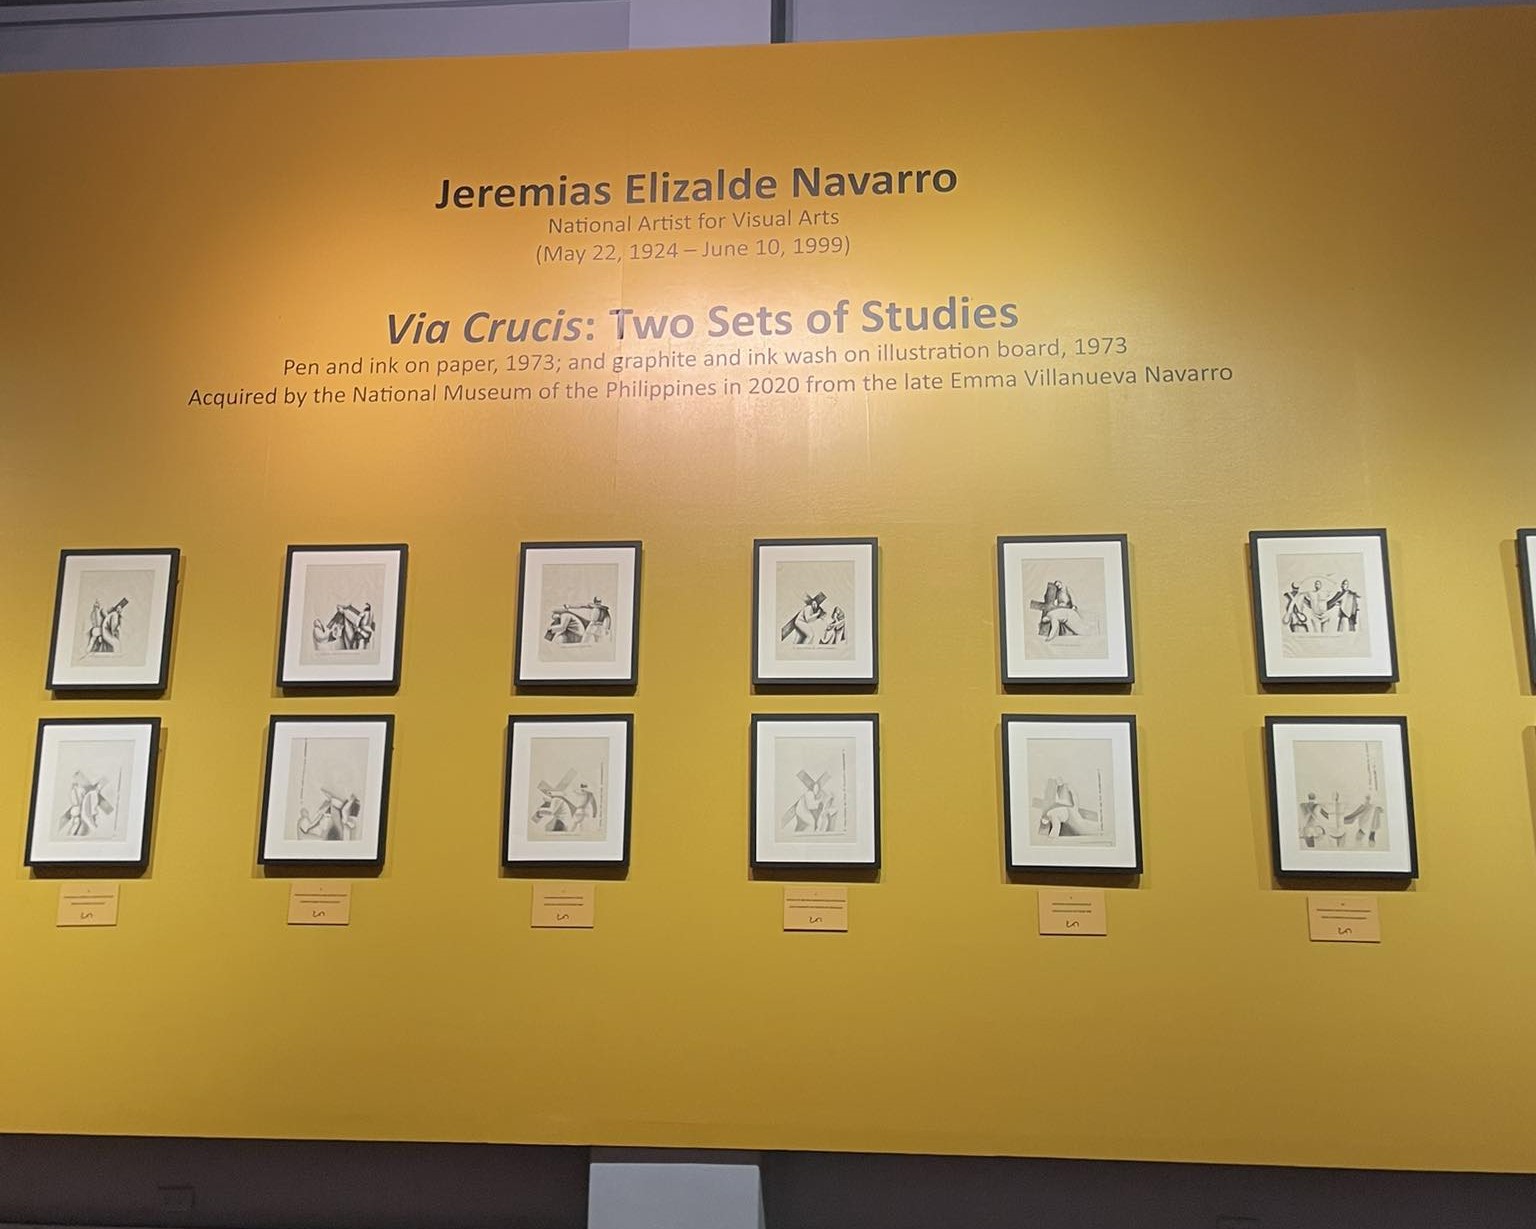 Jeremias Elizalde Navarro
National Artist for Visual Arts
(May 22, 1924 – June 10, 1999)
Via Crucis: Two Sets of Studies
Pen and ink on paper, 1973; and graphite and ink wash on illustration board, 1973
Acquired by the National Museum of the Philippines in 2020 from the late Emma Villanueva Navarro